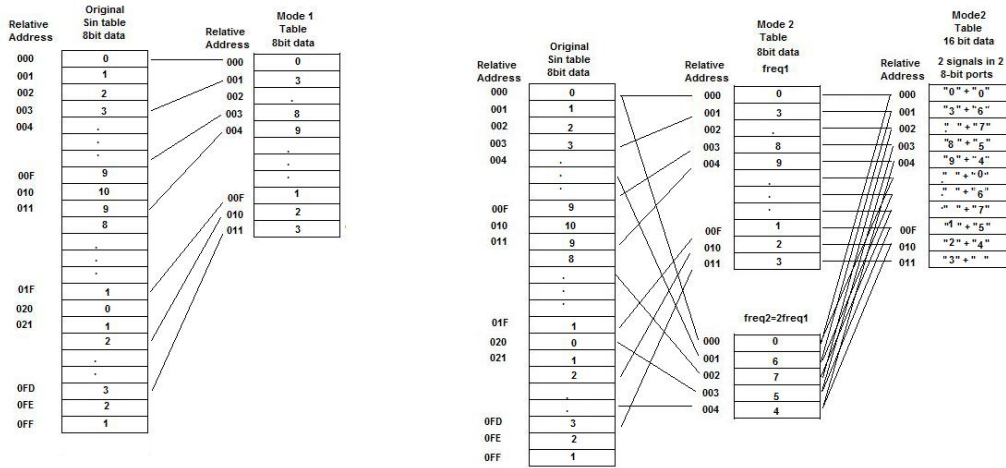 Relative Address
Original Sin table 8bit data
000 0
001 1
002 2
003 3
004 .
.
.
00F 9
010 10
011 9
8
.
.
.
01F 1
020 0
021 1
2
.
.
0FD 3
0FE 2
0FF 1
Relative Address
Mode 1 Table 8bit data
000 0
001 3
002 .
003 8
004 9
.
.
.
00F 1
010 2
011 3
Relative Address
Original Sin table 8bit data
000 0
001 1
002 2
003 3
004 .
.
.
00F 9
010 10
011 9
8
.
.
.
01F 1
020 0
021 1
2
.
.
0FD 3
0FE 2
0FF 1
Relative Address
Mode 2 Table 8bit data freq1
000 0
001 3
002 .
003 8
004 9
.
.
.
00F 1
010 2
011 3
freq2=2freq1
000 0
001 6
002 7
003 5
004 4
Relative Address
Mode2 Table 16 bit data
2 signals in 2 8-bit ports
000 "0" + "0"
001 "3" + "6"
002 "." + "7"
003 "8" + "5"
004 "9" + "4"
"." + "0"
"." + "6"
"." + "7"
00F "1" + "5"
010 "2" + "4"
011 "3" + " "